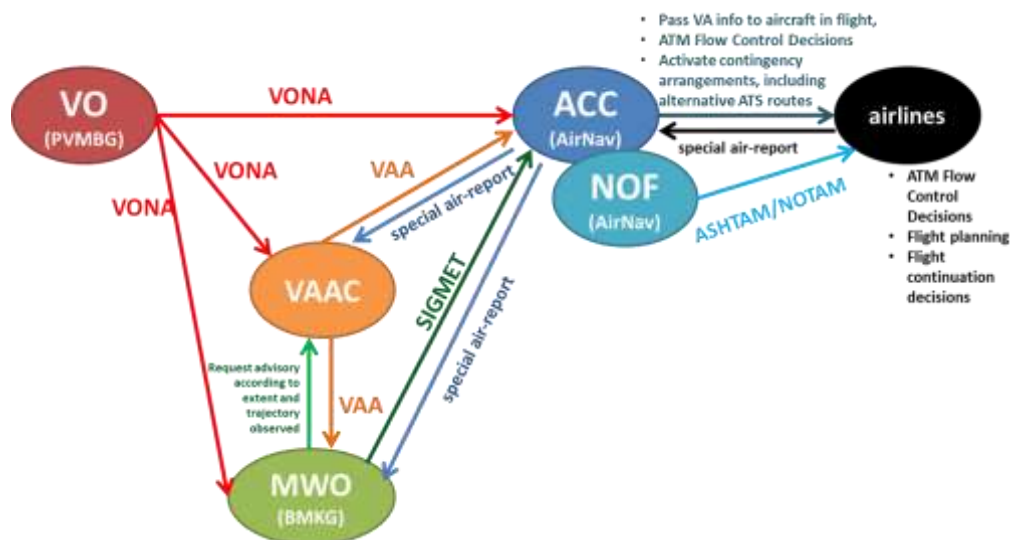 • Pass VA info to aircraft in flight,
• ATM Flow Control Decisions
• Activate contingency
arrangements, including
alternative ATS routes
VO
(PVMBG)
VONA
ACC
(AirNav)
airlines
special air-report
VONA
VAA
special air-report
VONA
NOF
(AirNav)
ASHTAM/NOTAM
• ATM Flow
Control
Decisions
• Flight planning
• Flight
continuation
decisions
VAAC
SIGMET
special air-report
Request advisory
according to
extent and
trajectory
observed
VAA
MWO
(BMKG)